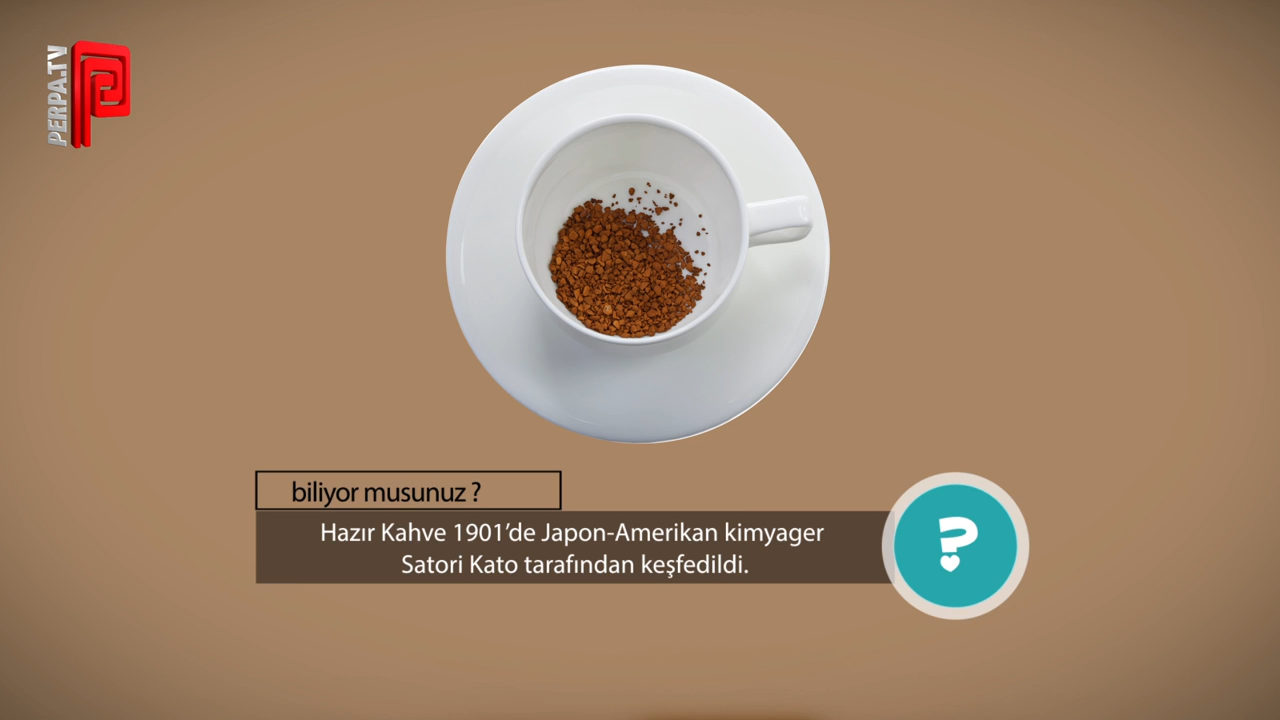 PERPA.TV
biliyor musunuz ?
Hazır Kahve 1901’de Japon-Amerikan kimyager
Satori Kato tarafından keşfedildi.
?